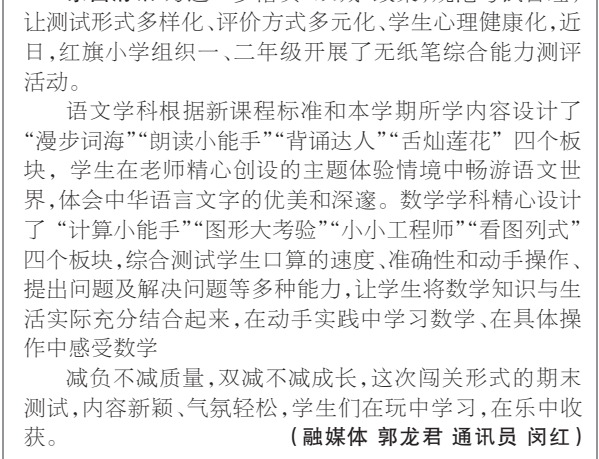 让测试形式多样化、评价方式多元化、学生心理健康化,近
日,红旗小学组织一、二年级开展了无纸笔综合能力测评
活动。
语文学科根据新课程标准和本学期所学内容设计了
“漫步词海”“朗读小能手”“背诵达人”“舌灿莲花” 四个板
块, 学生在老师精心创设的主题体验情境中畅游语文世
界,体会中华语言文字的优美和深邃。数学学科精心设计
了 “计算小能手”“图形大考验”“小小工程师”“看图列式”
四个板块,综合测试学生口算的速度、准确性和动手操作、
提出问题及解决问题等多种能力,让学生将数学知识与生
活实际充分结合起来,在动手实践中学习数学、在具体操
作中感受数学
减负不减质量,双减不减成长,这次闯关形式的期末
测试,内容新颖、气氛轻松,学生们在玩中学习,在乐中收
获。 (融媒体 郭龙君 通讯员 闵红)